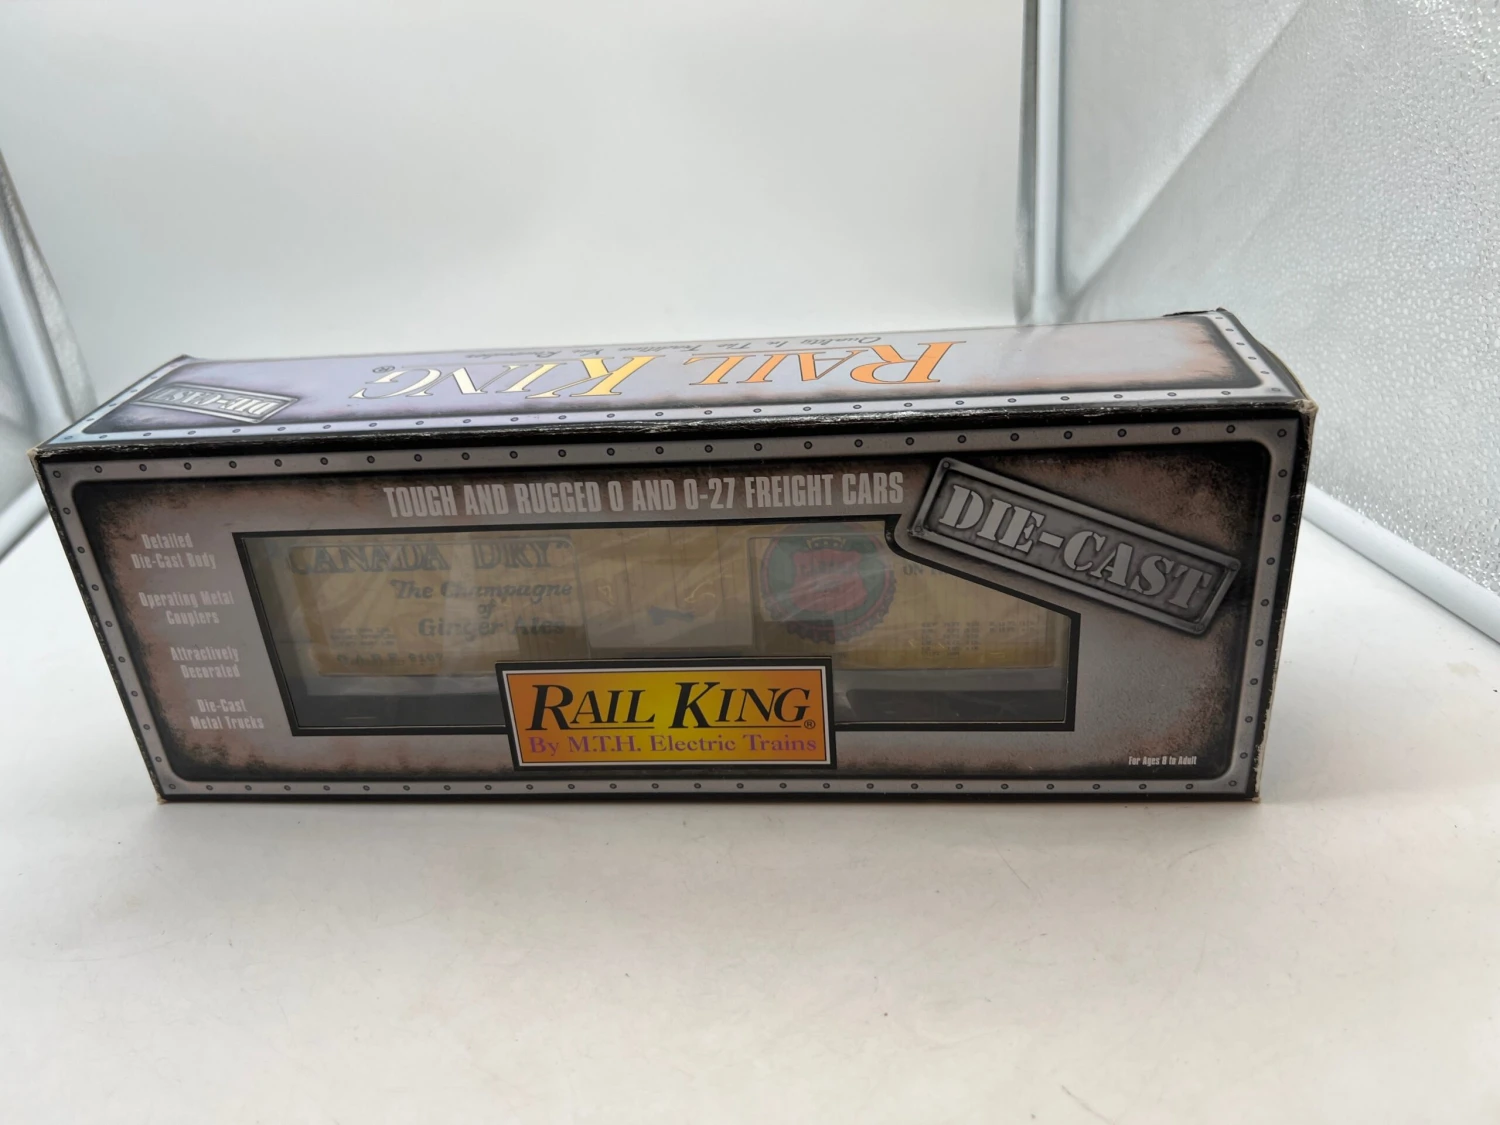 RAIL KING®
DIE-CAST
Quality In The Tradition You Remember
TOUGH AND RUGGED O AND O-27 FREIGHT CARS
DIE-CAST
Detailed
Die-Cast Body
Operating Metal
Couplers
Attractively
Decorated
Die-Cast
Metal Trucks
CANADA DRY
The Champagne
of
Ginger Ales
ON
RAIL KING®
By M.T.H. Electric Trains
For Ages 8 to Adult